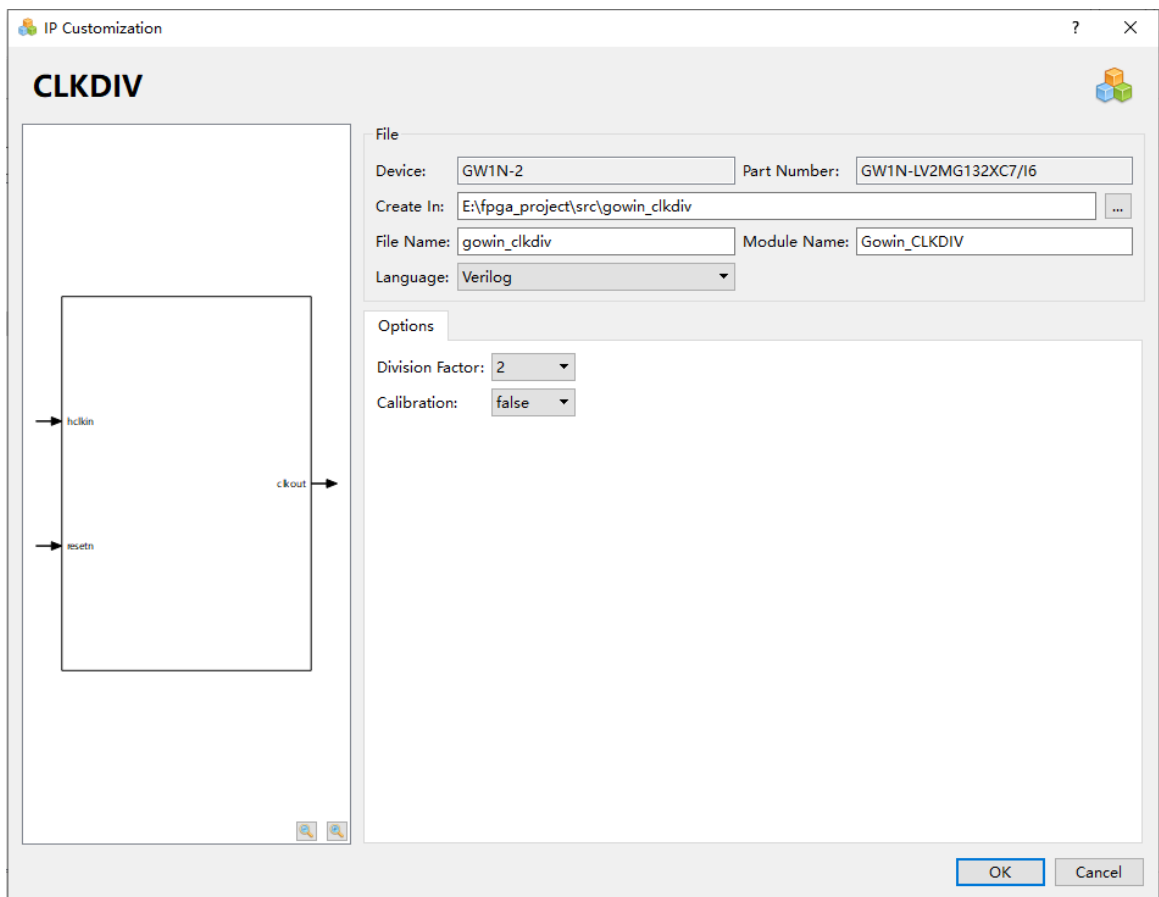 IP Customization
CLKDIV
File
Device: GW1N-2 Part Number: GW1N-LV2MG132XC7/I6
Create In: E:\fpga_project\src\gowin_clkdiv ...
File Name: gowin_clkdiv Module Name: Gowin_CLKDIV
Language: Verilog
Options
Division Factor: 2
Calibration: false
hclkin
clkout
resetn
OK Cancel